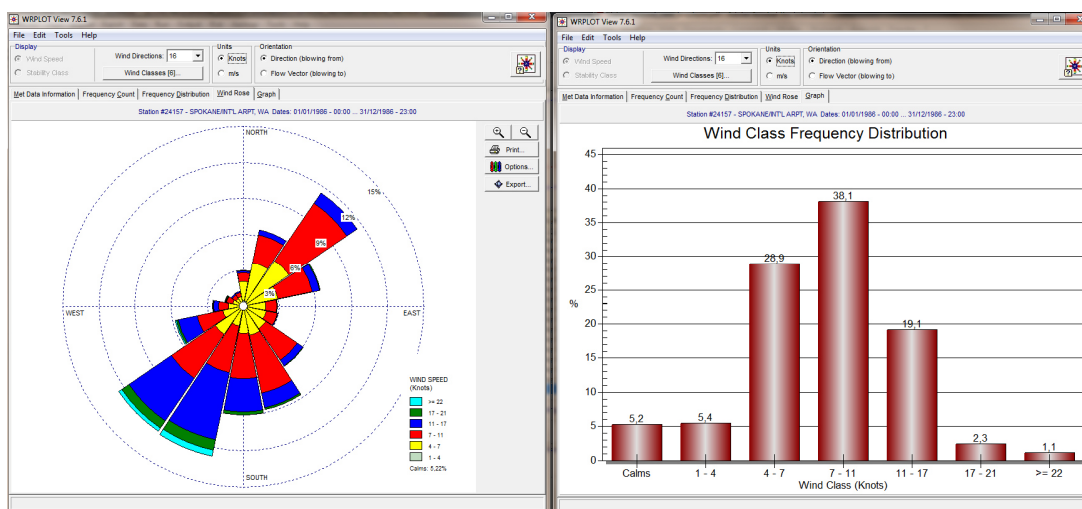 WRPLOT View 7.6.1
File Edit Tools Help
Display
Wind Speed
Stability Class
Wind Directions: 16
Wind Classes [6]...
Units
Knots
m/s
Orientation
Direction (blowing from)
Flow Vector (blowing to)
Met Data Information Frequency Count Frequency Distribution Wind Rose Graph
Station #24157 - SPOKANE/INT'L ARPT, WA Dates: 01/01/1986 - 00:00 ... 31/12/1986 - 23:00
Print...
Options...
Export...
NORTH
15%
12%
9%
6%
3%
WEST
EAST
SOUTH
WIND SPEED
(Knots)
>= 22
17 - 21
11 - 17
7 - 11
4 - 7
1 - 4
Calms: 5,22%
WRPLOT View 7.6.1
File Edit Tools Help
Display
Wind Speed
Stability Class
Wind Directions: 16
Wind Classes [6]...
Units
Knots
m/s
Orientation
Direction (blowing from)
Flow Vector (blowing to)
Met Data Information Frequency Count Frequency Distribution Wind Rose Graph
Station #24157 - SPOKANE/INT'L ARPT, WA Dates: 01/01/1986 - 00:00 ... 31/12/1986 - 23:00
Wind Class Frequency Distribution
45
40
35
30
25
20
15
10
5
0
%
5,2
5,4
28,9
38,1
19,1
2,3
1,1
Calms 1 - 4 4 - 7 7 - 11 11 - 17 17 - 21 >= 22
Wind Class (Knots)